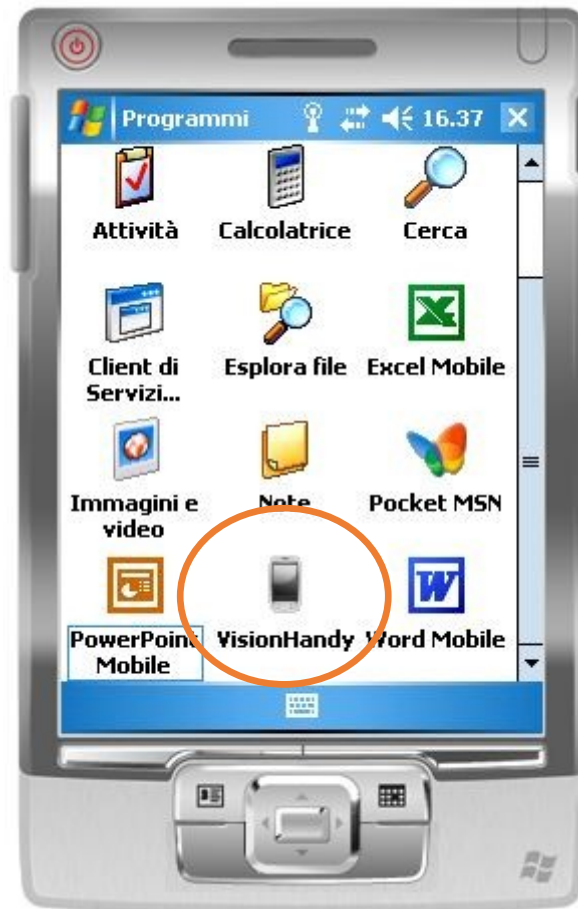 Programmi 16.37
Attività Calcolatrice Cerca
Client di Esplora file Excel Mobile
Servizi...
Immagini e Note Pocket MSN
video
PowerPoint VisionHandy Word Mobile
Mobile